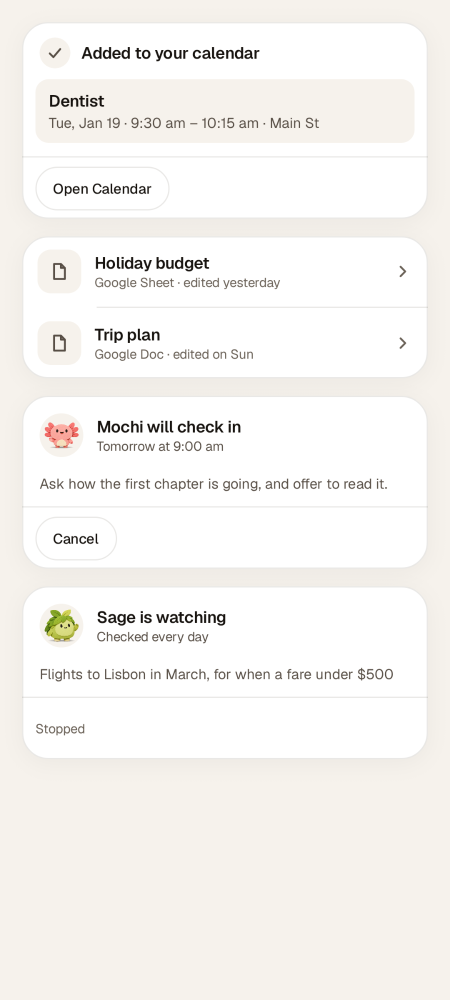 Added to your calendar
Dentist
Tue, Jan 19 · 9:30 am – 10:15 am · Main St
Open Calendar
Holiday budget
Google Sheet · edited yesterday
Trip plan
Google Doc · edited on Sun
Mochi will check in
Tomorrow at 9:00 am
Ask how the first chapter is going, and offer to read it.
Cancel
Sage is watching
Checked every day
Flights to Lisbon in March, for when a fare under $500
Stopped